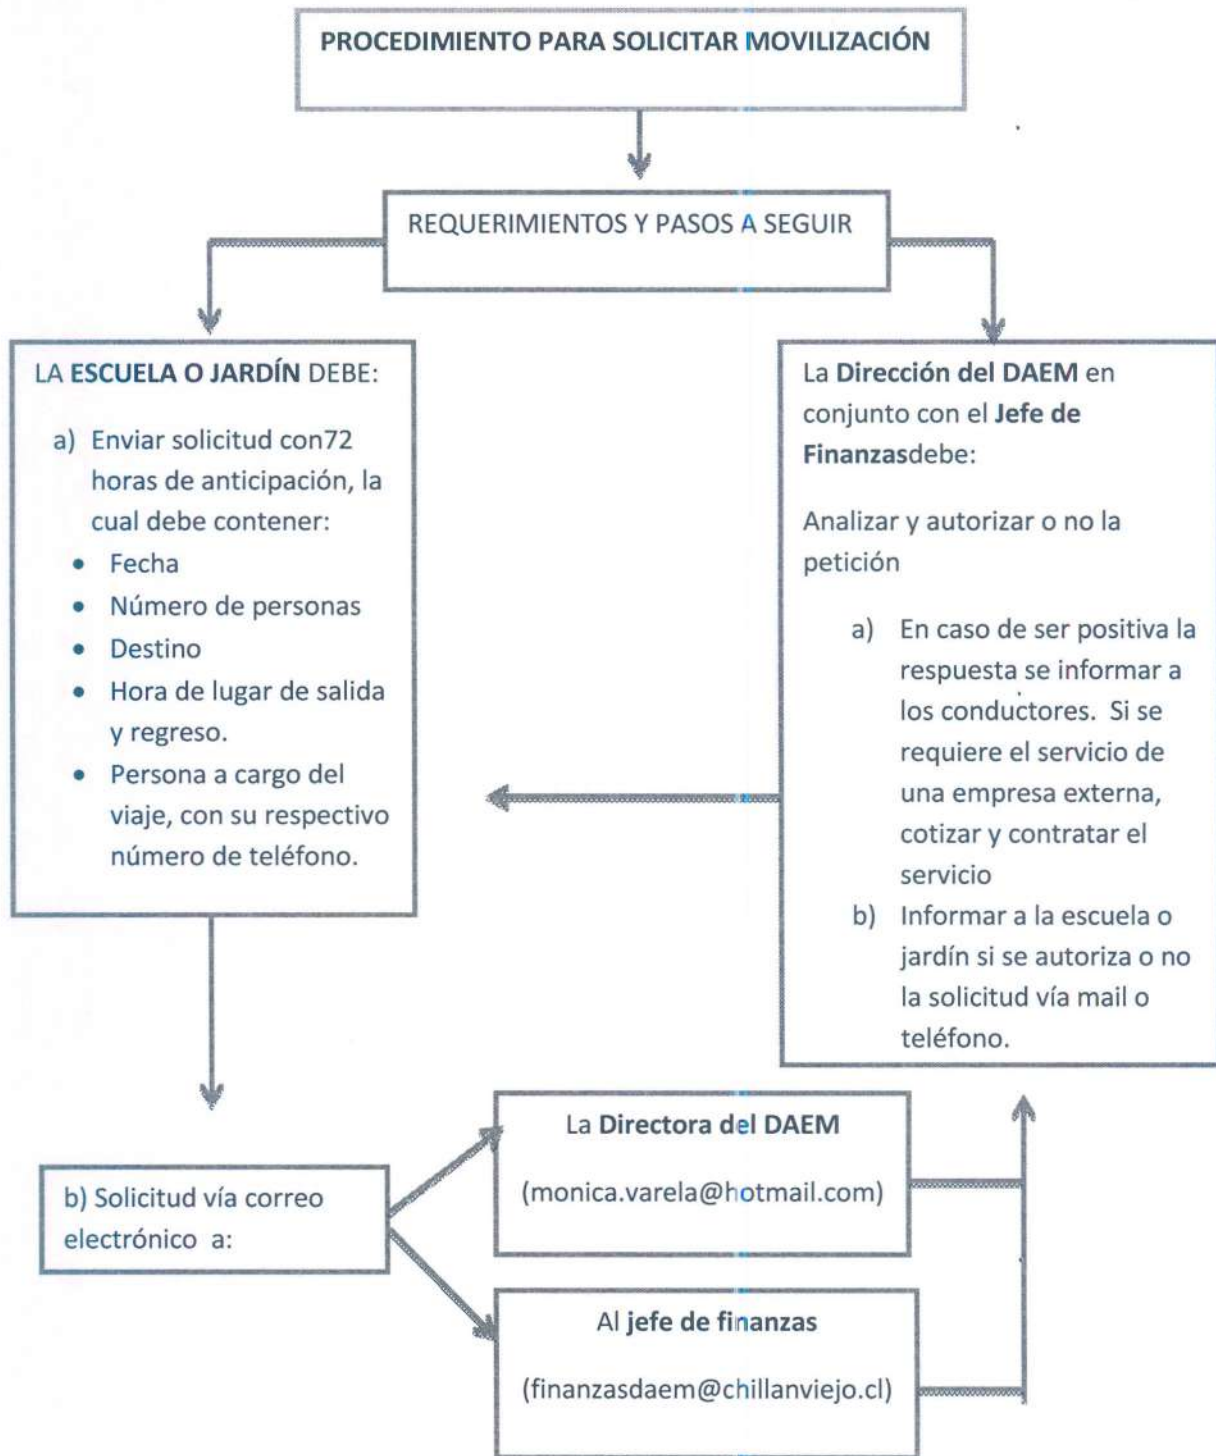 PROCEDIMIENTO PARA SOLICITAR MOVILIZACIÓN
REQUERIMIENTOS Y PASOS A SEGUIR
LA ESCUELA O JARDÍN DEBE:
a) Enviar solicitud con72
horas de anticipación, la
cual debe contener:
• Fecha
• Número de personas
• Destino
• Hora de lugar de salida
y regreso.
• Persona a cargo del
viaje, con su respectivo
número de teléfono.
La Dirección del DAEM en
conjunto con el Jefe de
Finanzasdebe:
Analizar y autorizar o no la
petición
a) En caso de ser positiva la
respuesta se informar a
los conductores. Si se
requiere el servicio de
una empresa externa,
cotizar y contratar el
servicio
b) Informar a la escuela o
jardín si se autoriza o no
la solicitud vía mail o
teléfono.
b) Solicitud vía correo
electrónico a:
La Directora del DAEM
(monica.varela@hotmail.com)
Al jefe de finanzas
(finanzasdaem@chillanviejo.cl)